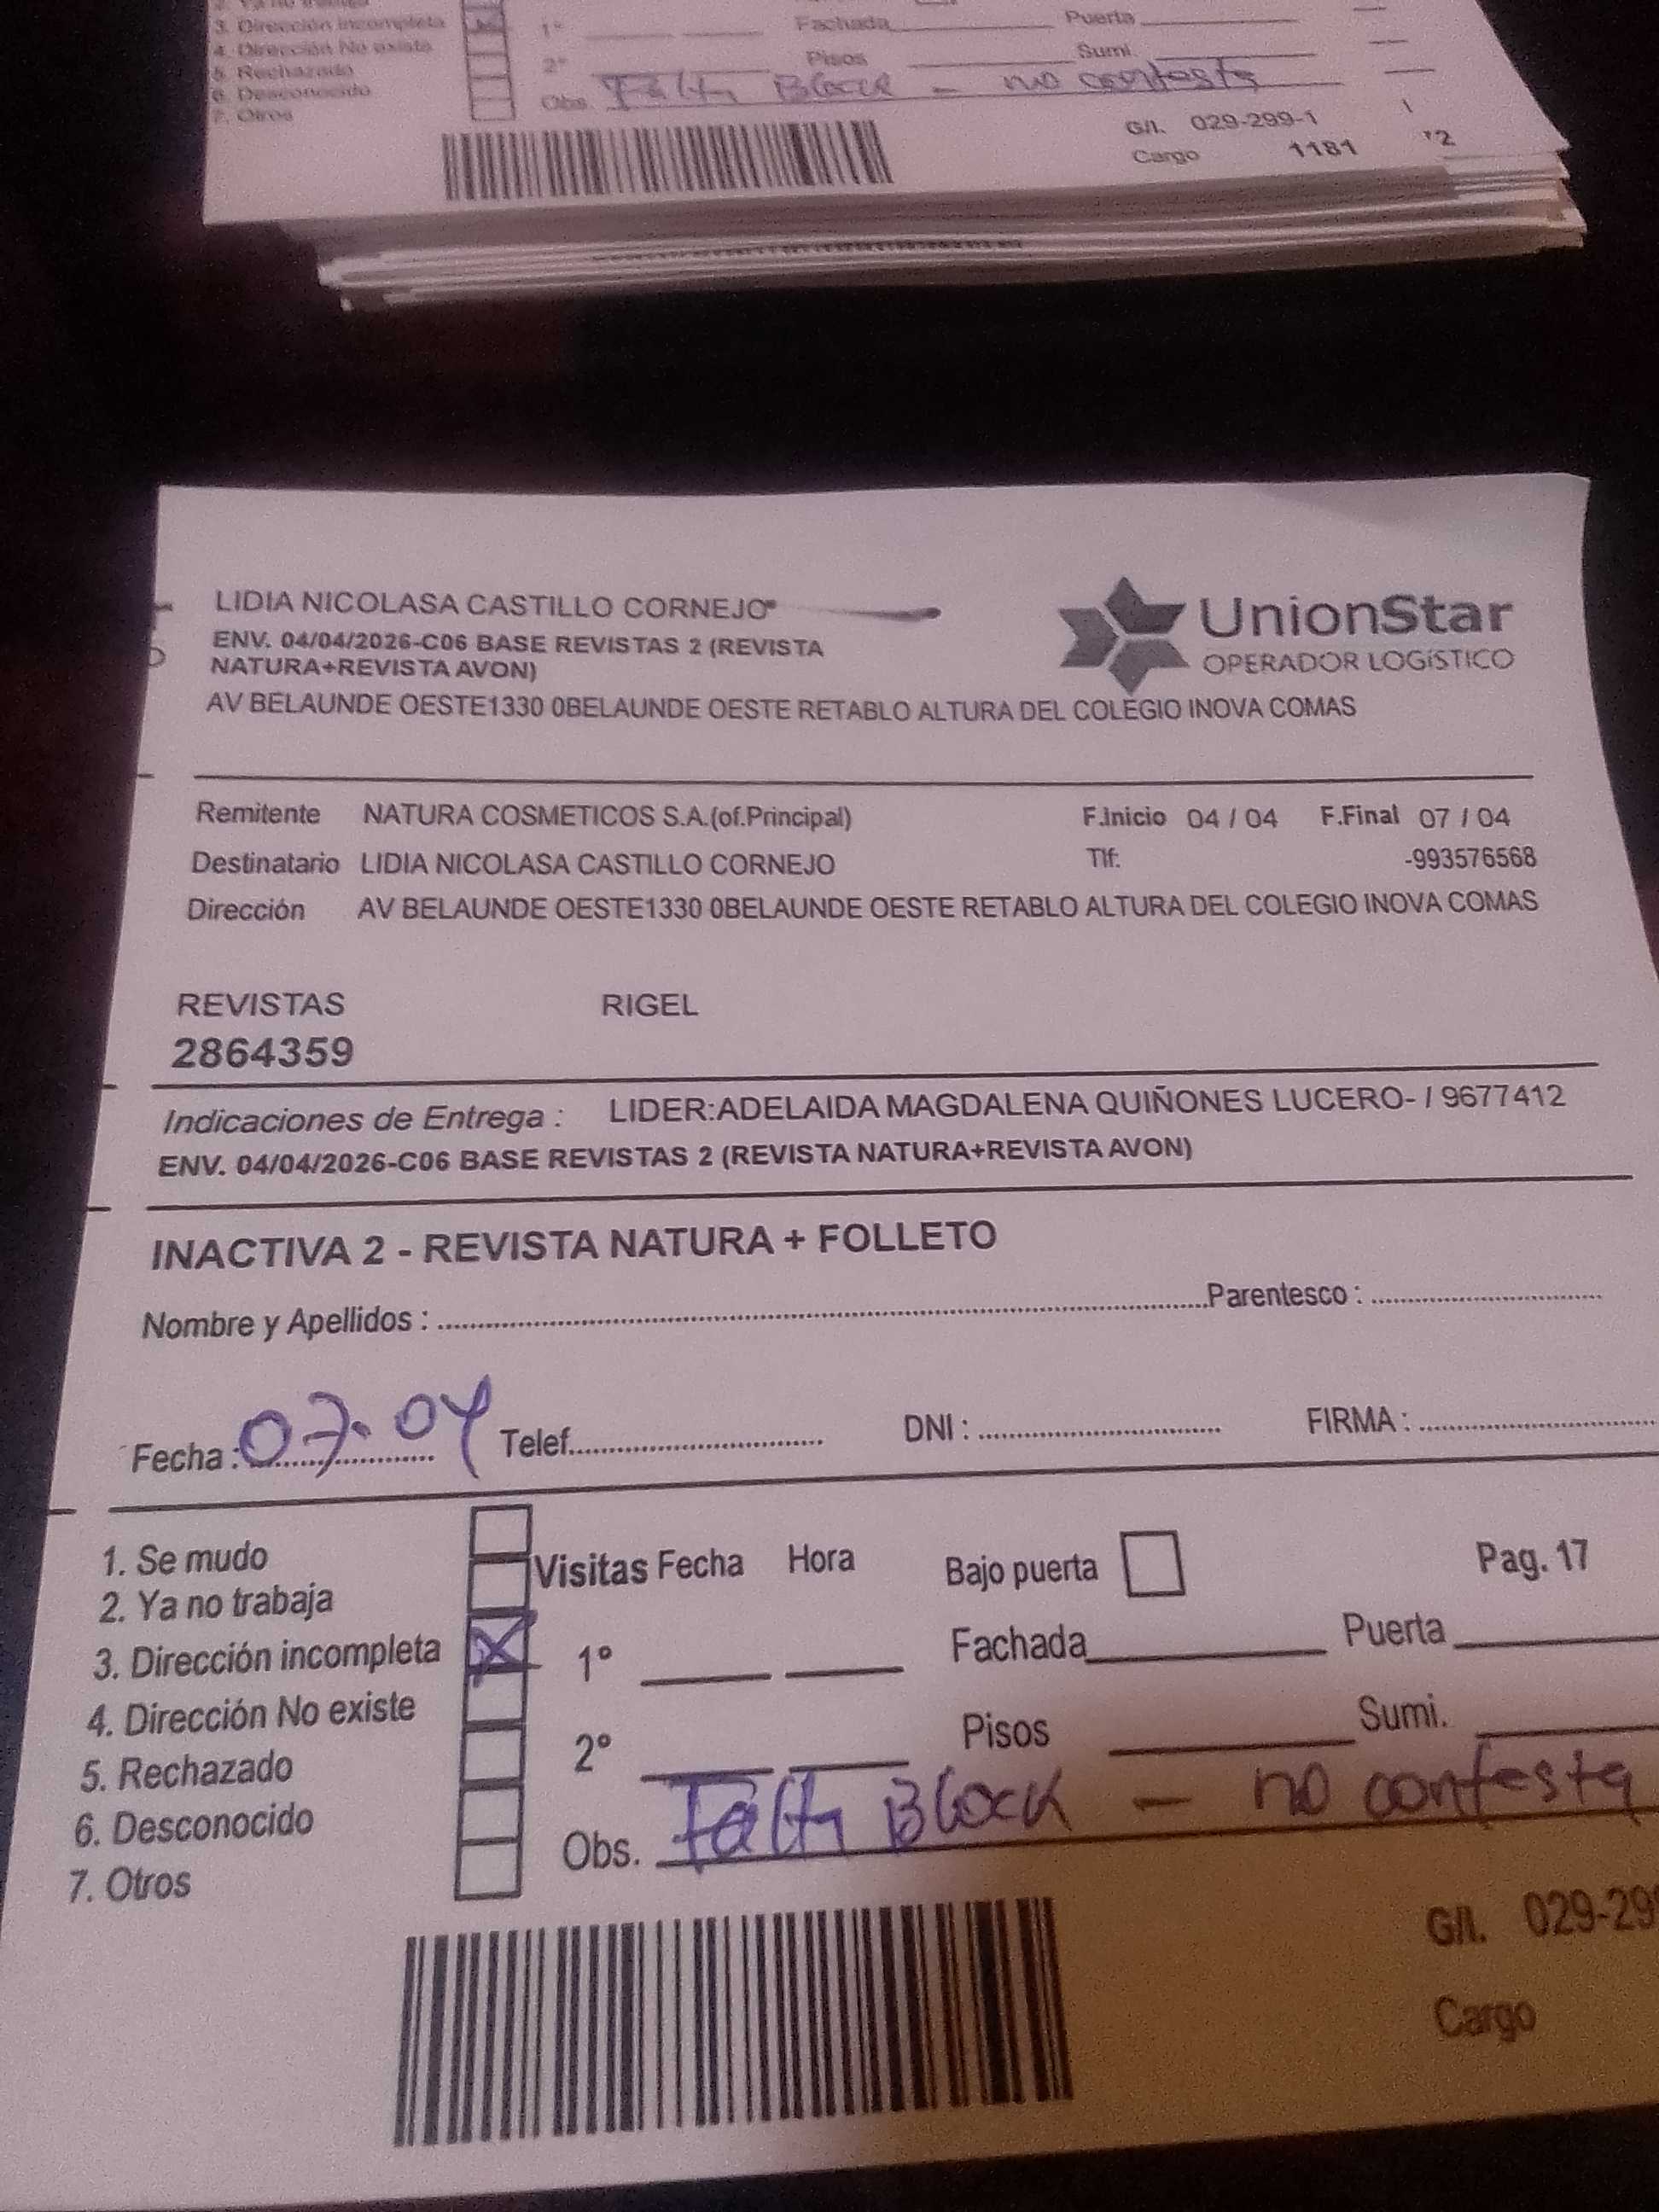 3. Dirección incompleta
4. Dirección No existe
5. Rechazado
6. Desconocido
7. Otros
1º
2º
Fachada
Puerta
Pisos
Sumi.
Obs. Falta Block - no contesta
G/I. 029-299-1
Cargo 1181
LIDIA NICOLASA CASTILLO CORNEJO
ENV. 04/04/2026-C06 BASE REVISTAS 2 (REVISTA
NATURA+REVISTA AVON)
AV BELAUNDE OESTE1330 0BELAUNDE OESTE RETABLO ALTURA DEL COLEGIO INOVA COMAS
UnionStar
OPERADOR LOGíSTICO
Remitente NATURA COSMETICOS S.A.(of.Principal) F.Inicio 04 / 04 F.Final 07 / 04
Destinatario LIDIA NICOLASA CASTILLO CORNEJO Tlf: -993576568
Dirección AV BELAUNDE OESTE1330 0BELAUNDE OESTE RETABLO ALTURA DEL COLEGIO INOVA COMAS
REVISTAS RIGEL
2864359
Indicaciones de Entrega : LIDER:ADELAIDA MAGDALENA QUIÑONES LUCERO- / 9677412
ENV. 04/04/2026-C06 BASE REVISTAS 2 (REVISTA NATURA+REVISTA AVON)
INACTIVA 2 - REVISTA NATURA + FOLLETO
Nombre y Apellidos : Parentesco :
Fecha : 07-04 Telef. DNI : FIRMA :
1. Se mudo
2. Ya no trabaja
3. Dirección incompleta
4. Dirección No existe
5. Rechazado
6. Desconocido
7. Otros
Visitas Fecha Hora
1º
2º
Bajo puerta
Pag. 17
Fachada
Puerta
Pisos
Sumi.
Obs. Falta Block - no contesta
G/I. 029-29
Cargo